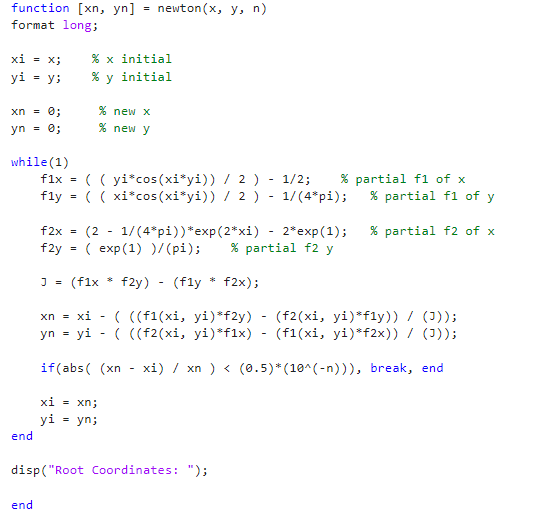 function [xn, yn] = newton(x, y, n)
format long;
xi = x;    % x initial
yi = y;    % y initial
xn = 0;     % new x
yn = 0;     % new y
while(1)
    f1x = ( ( yi*cos(xi*yi)) / 2 ) - 1/2;    % partial f1 of x
    f1y = ( ( xi*cos(xi*yi)) / 2 ) - 1/(4*pi);   % partial f1 of y
    f2x = (2 - 1/(4*pi))*exp(2*xi) - 2*exp(1);   % partial f2 of x
    f2y = ( exp(1) )/(pi);    % partial f2 y
    J = (f1x * f2y) - (f1y * f2x);
    xn = xi - ( ((f1(xi, yi)*f2y) - (f2(xi, yi)*f1y)) / (J));
    yn = yi - ( ((f2(xi, yi)*f1x) - (f1(xi, yi)*f2x)) / (J));
    if(abs( (xn - xi) / xn ) < (0.5)*(10^(-n))), break, end
    xi = xn;
    yi = yn;
end
disp("Root Coordinates: ");
end